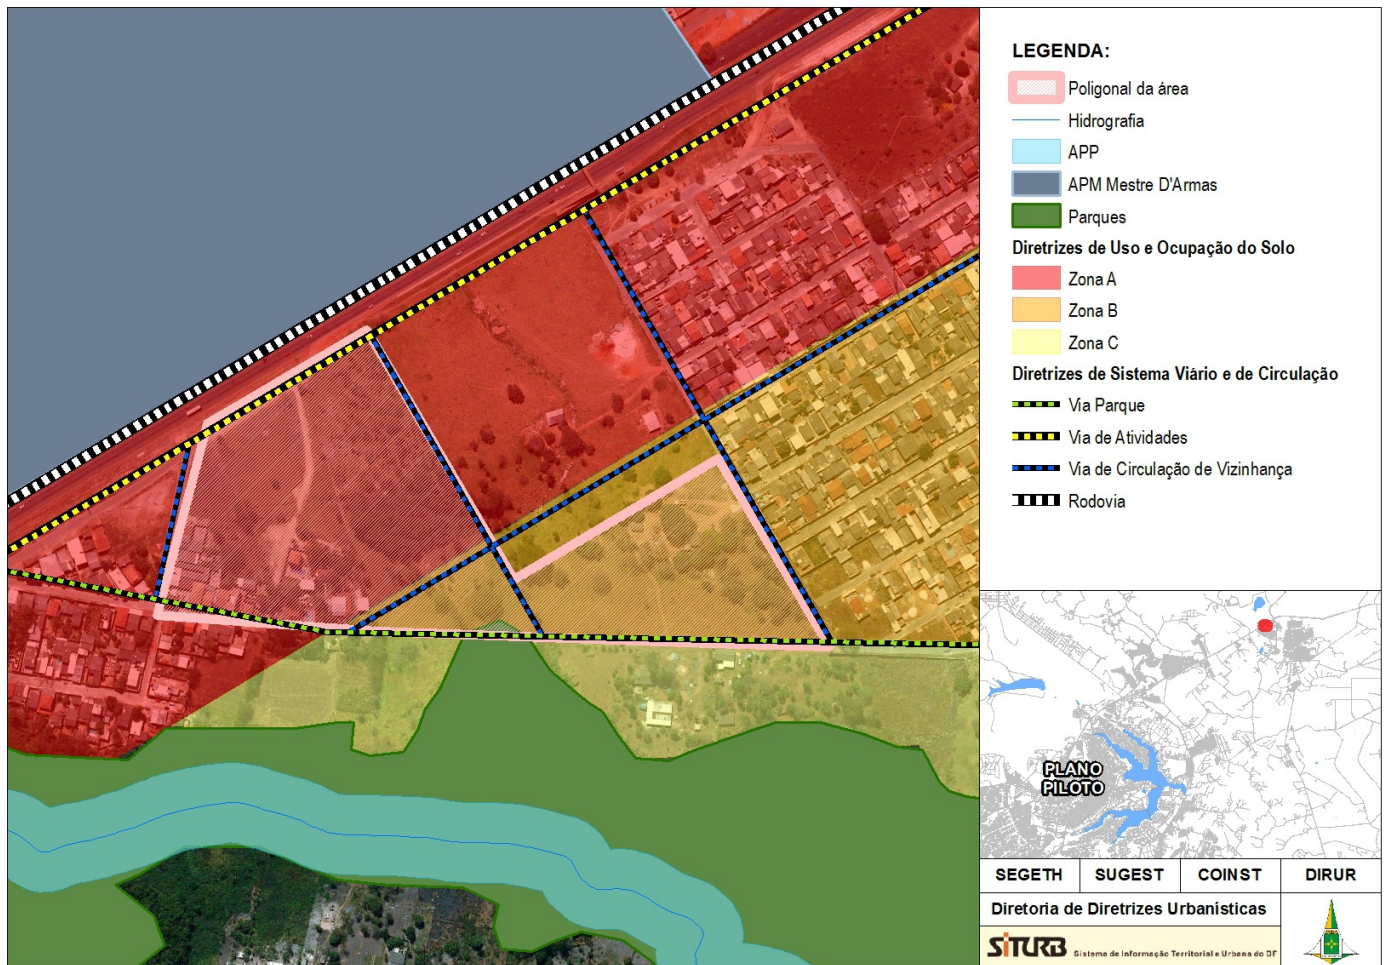 LEGENDA:
Poligonal da área
Hidrografia
APP
APM Mestre D'Armas
Parques
Diretrizes de Uso e Ocupação do Solo
Zona A
Zona B
Zona C
Diretrizes de Sistema Viário e de Circulação
Via Parque
Via de Atividades
Via de Circulação de Vizinhança
Rodovia
PLANO
PILOTO
SEGETH SUGEST COINST DIRUR
Diretoria de Diretrizes Urbanísticas
SiTURB Sistema de Informação Territorial e Urbana do DF